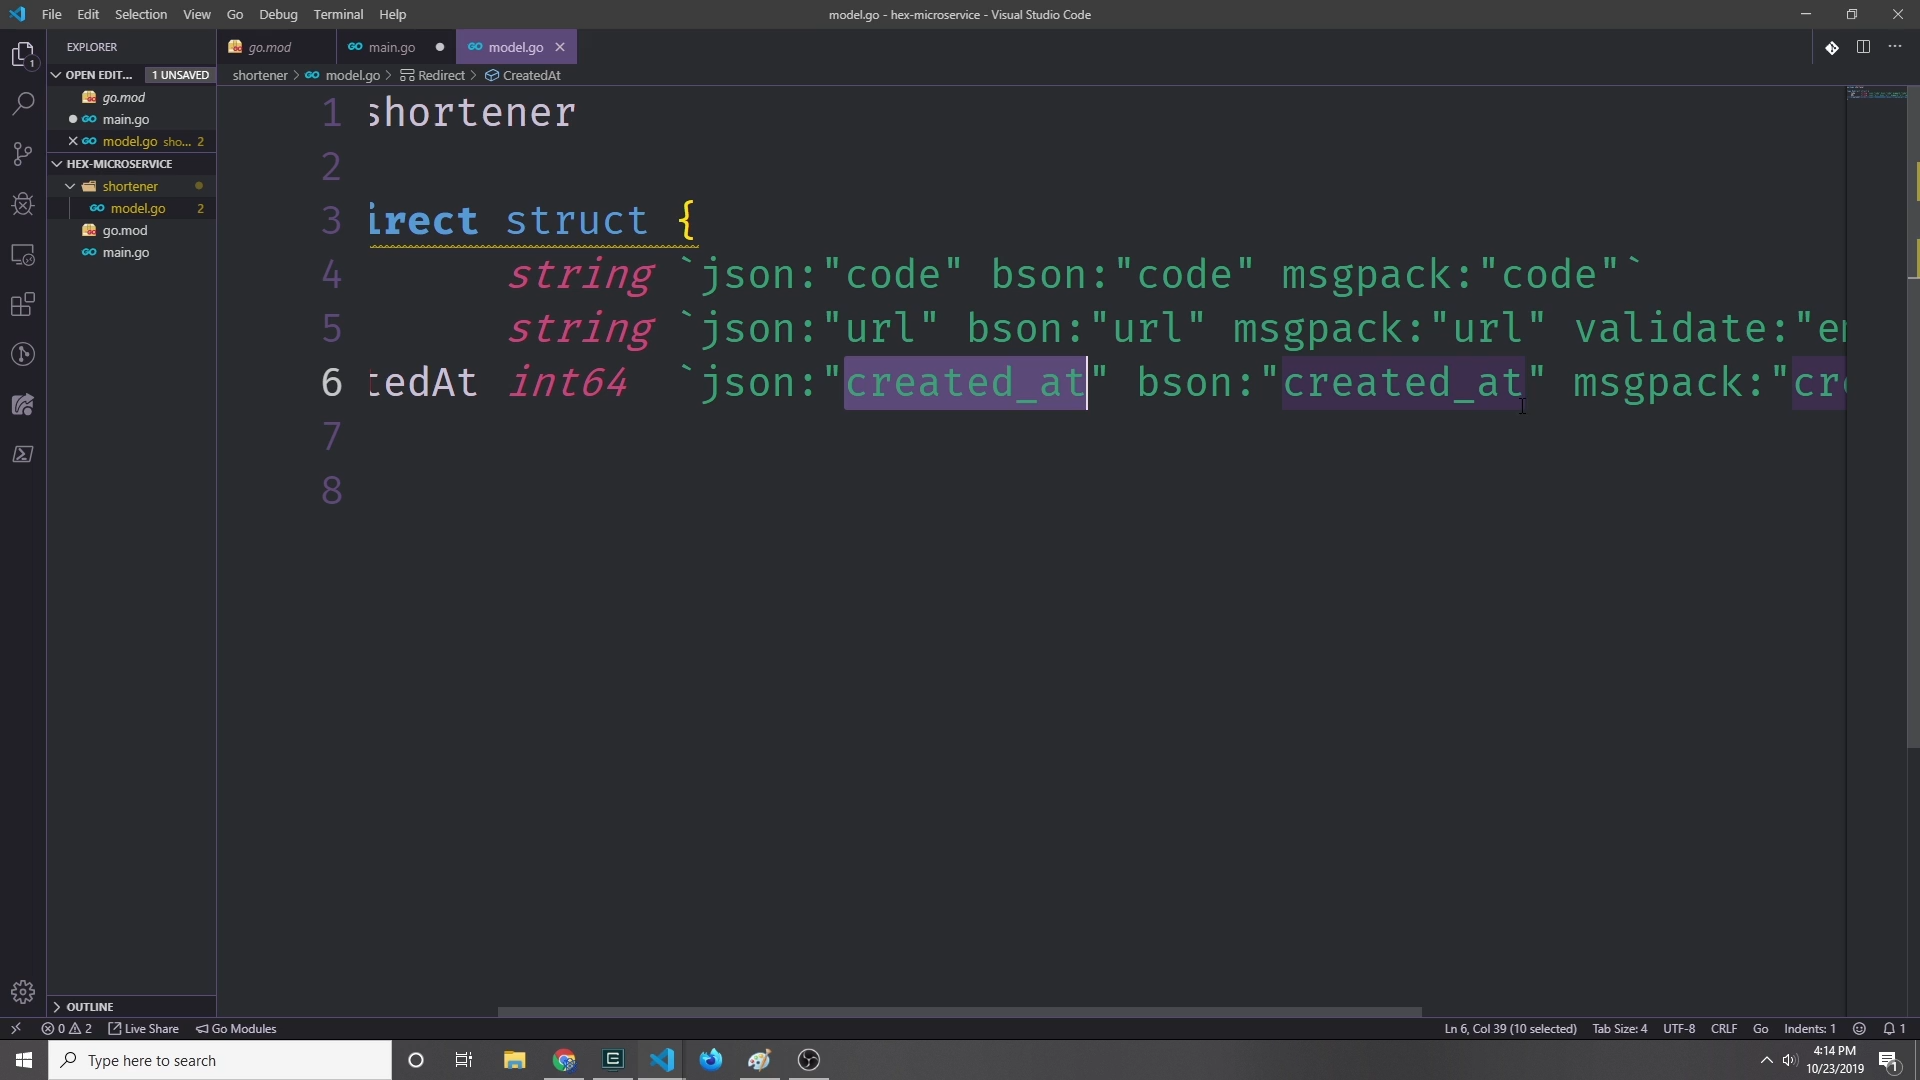 File Edit Selection View Go Debug Terminal Help
model.go - hex-microservice - Visual Studio Code
EXPLORER
go.mod
main.go
model.go
OPEN EDIT... 1 UNSAVED
shortener > model.go > Redirect > CreatedAt
go.mod
main.go
model.go sho... 2
HEX-MICROSERVICE
shortener
model.go 2
go.mod
main.go
1 shortener
2
3 irect struct {
4 string `json:"code" bson:"code" msgpack:"code"`
5 string `json:"url" bson:"url" msgpack:"url" validate:"em
6 tedAt int64 `json:"created_at" bson:"created_at" msgpack:"cre
7
8
OUTLINE
0 2 Live Share Go Modules
Ln 6, Col 39 (10 selected) Tab Size: 4 UTF-8 CRLF Go Indents: 1 1
Type here to search
4:14 PM
10/23/2019
1